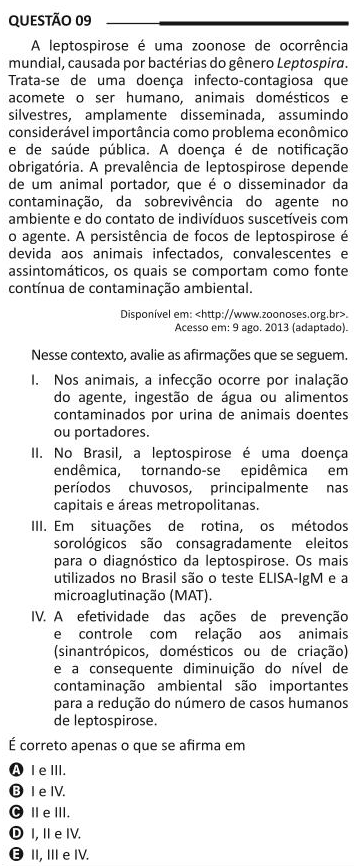 QUESTÃO 09
A leptospirose é uma zoonose de ocorrência
mundial, causada por bactérias do gênero Leptospira.
Trata-se de uma doença infecto-contagiosa que
acomete o ser humano, animais domésticos e
silvestres, amplamente disseminada, assumindo
considerável importância como problema econômico
e de saúde pública. A doença é de notificação
obrigatória. A prevalência de leptospirose depende
de um animal portador, que é o disseminador da
contaminação, da sobrevivência do agente no
ambiente e do contato de indivíduos suscetíveis com
o agente. A persistência de focos de leptospirose é
devida aos animais infectados, convalescentes e
assintomáticos, os quais se comportam como fonte
contínua de contaminação ambiental.
Disponível em: <http://www.zoonoses.org.br>.
Acesso em: 9 ago. 2013 (adaptado).
Nesse contexto, avalie as afirmações que se seguem.
I. Nos animais, a infecção ocorre por inalação
do agente, ingestão de água ou alimentos
contaminados por urina de animais doentes
ou portadores.
II. No Brasil, a leptospirose é uma doença
endêmica, tornando-se epidêmica em
períodos chuvosos, principalmente nas
capitais e áreas metropolitanas.
III. Em situações de rotina, os métodos
sorológicos são consagradamente eleitos
para o diagnóstico da leptospirose. Os mais
utilizados no Brasil são o teste ELISA-IgM e a
microaglutinação (MAT).
IV. A efetividade das ações de prevenção
e controle com relação aos animais
(sinantrópicos, domésticos ou de criação)
e a consequente diminuição do nível de
contaminação ambiental são importantes
para a redução do número de casos humanos
de leptospirose.
É correto apenas o que se afirma em
A I e III.
B I e IV.
C II e III.
D I, II e IV.
E II, III e IV.